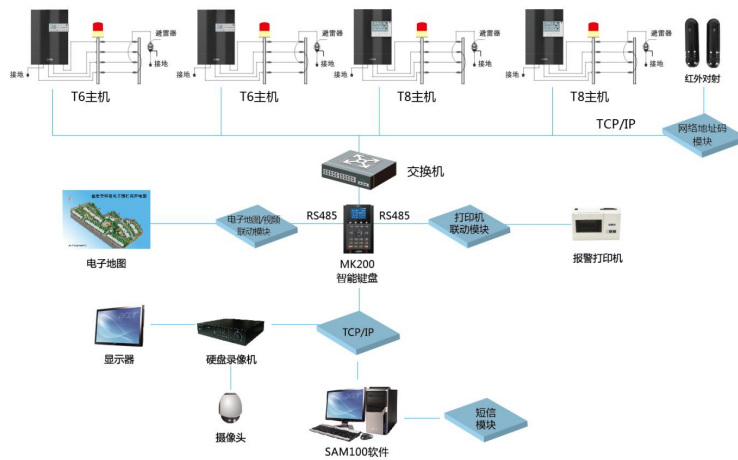 避雷器
避雷器
避雷器
避雷器
接地
接地
接地
接地
接地
接地
接地
接地
红外对射
T6主机
T6主机
T8主机
T8主机
TCP/IP
网络地址码
模块
交换机
RS485
RS485
电子地图/视频
联动模块
打印机
联动模块
电子地图
MK200
智能键盘
报警打印机
TCP/IP
显示器
硬盘录像机
短信
模块
摄像头
SAM100软件